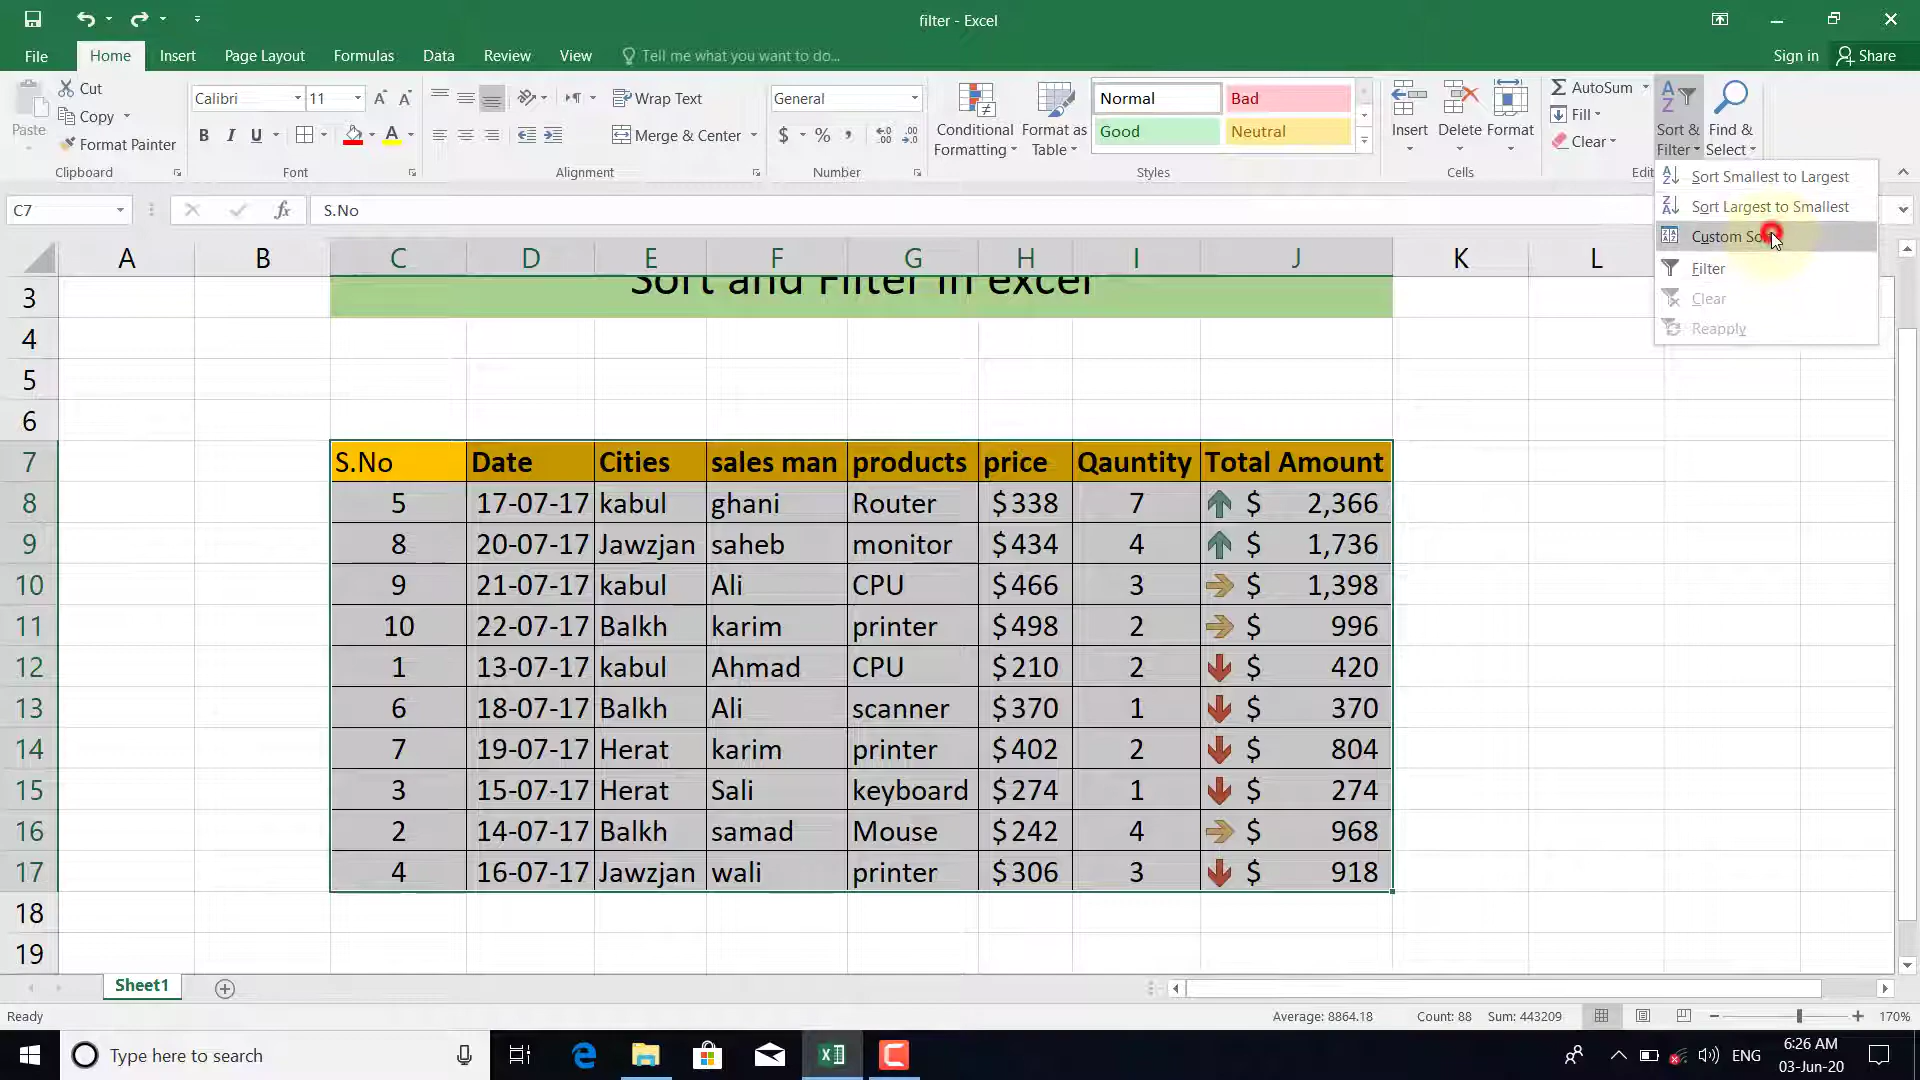 filter - Excel
File Home Insert Page Layout Formulas Data Review View Tell me what you want to do... Sign in Share
Paste Cut Copy Format Painter Clipboard
Calibri 11 B I U Font
Wrap Text Merge & Center Alignment
General $ % , Number
Conditional Formatting Format as Table Normal Bad Good Neutral Styles
Insert Delete Format Cells
AutoSum Fill Clear Sort & Filter Find & Select Edit
Sort Smallest to Largest
Sort Largest to Smallest
Custom So
Filter
Clear
Reapply
C7 fx S.No
A B C D E F G H I J K L
3 Sort and Filter in excel
4
5
6
7 S.No Date Cities sales man products price Qauntity Total Amount
8 5 17-07-17 kabul ghani Router $338 7 $ 2,366
9 8 20-07-17 Jawzjan saheb monitor $434 4 $ 1,736
10 9 21-07-17 kabul Ali CPU $466 3 $ 1,398
11 10 22-07-17 Balkh karim printer $498 2 $ 996
12 1 13-07-17 kabul Ahmad CPU $210 2 $ 420
13 6 18-07-17 Balkh Ali scanner $370 1 $ 370
14 7 19-07-17 Herat karim printer $402 2 $ 804
15 3 15-07-17 Herat Sali keyboard $274 1 $ 274
16 2 14-07-17 Balkh samad Mouse $242 4 $ 968
17 4 16-07-17 Jawzjan wali printer $306 3 $ 918
18
19
Sheet1
Ready Average: 8864.18 Count: 88 Sum: 443209 170%
Type here to search ENG 6:26 AM
03-Jun-20